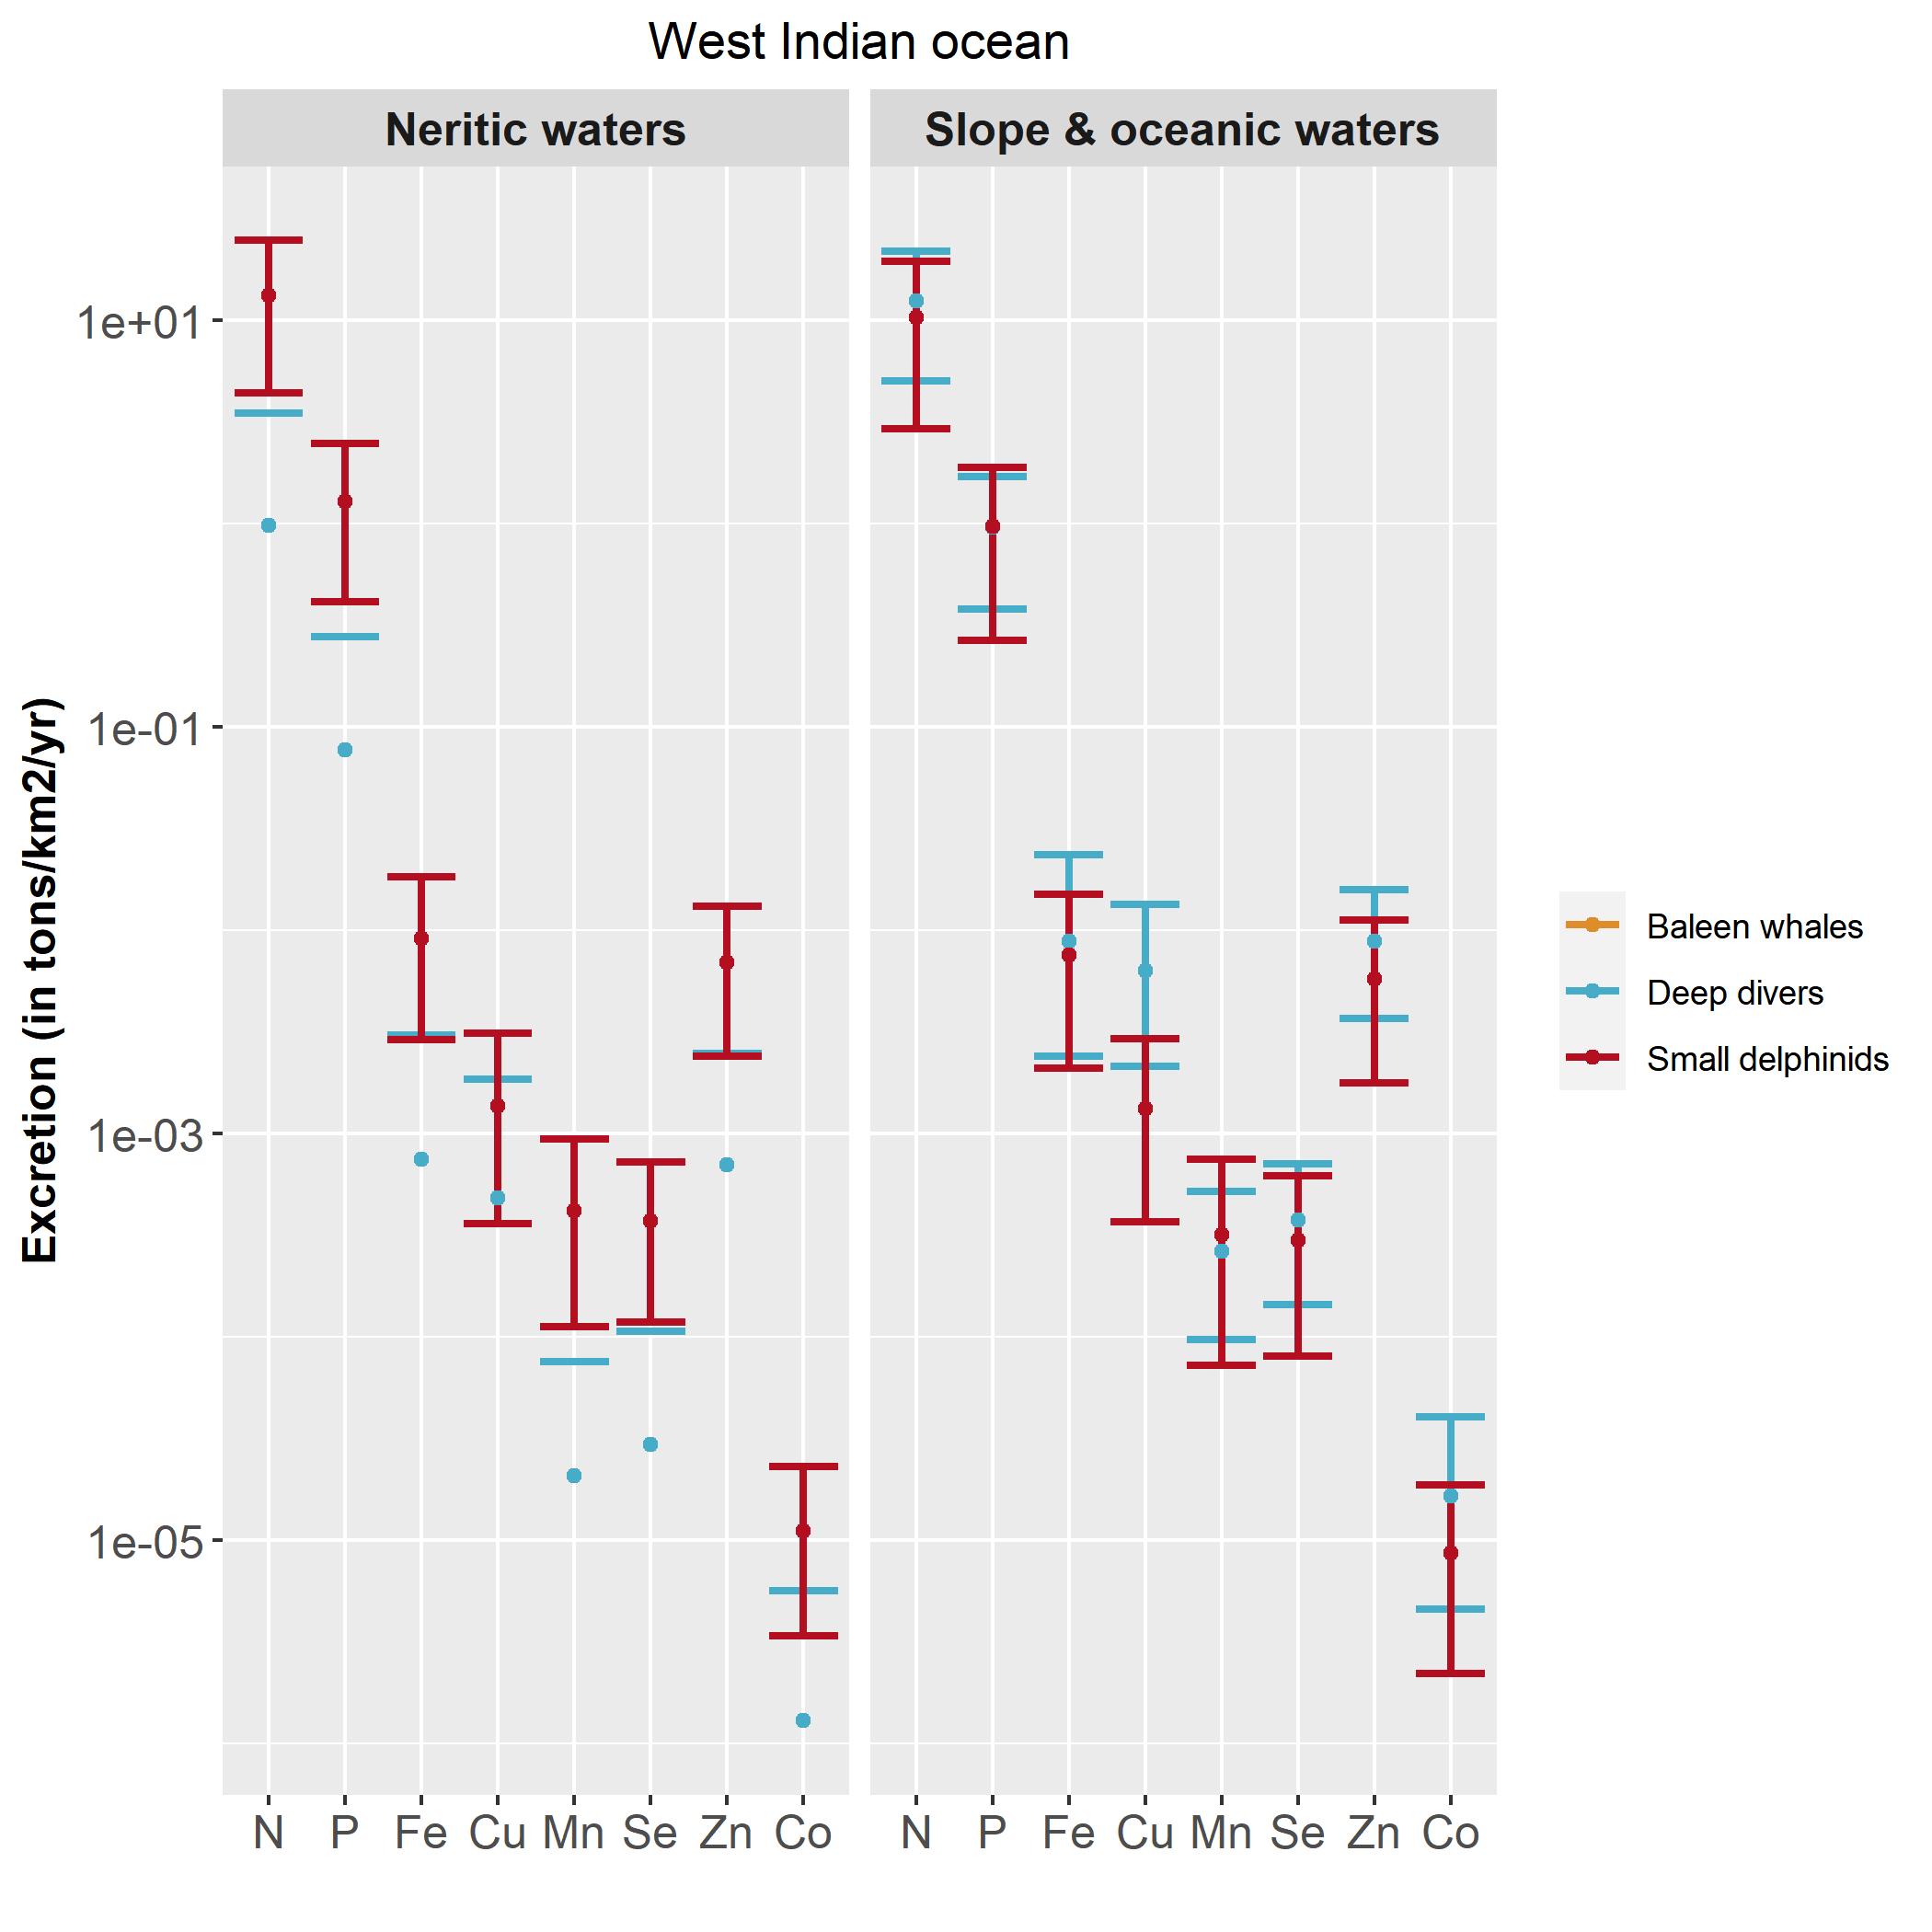 West Indian ocean
Neritic waters
Slope & oceanic waters
Excretion (in tons/km2/yr)
1e+01
1e-01
1e-03
1e-05
N P Fe Cu Mn Se Zn Co
N P Fe Cu Mn Se Zn Co
Baleen whales
Deep divers
Small delphinids